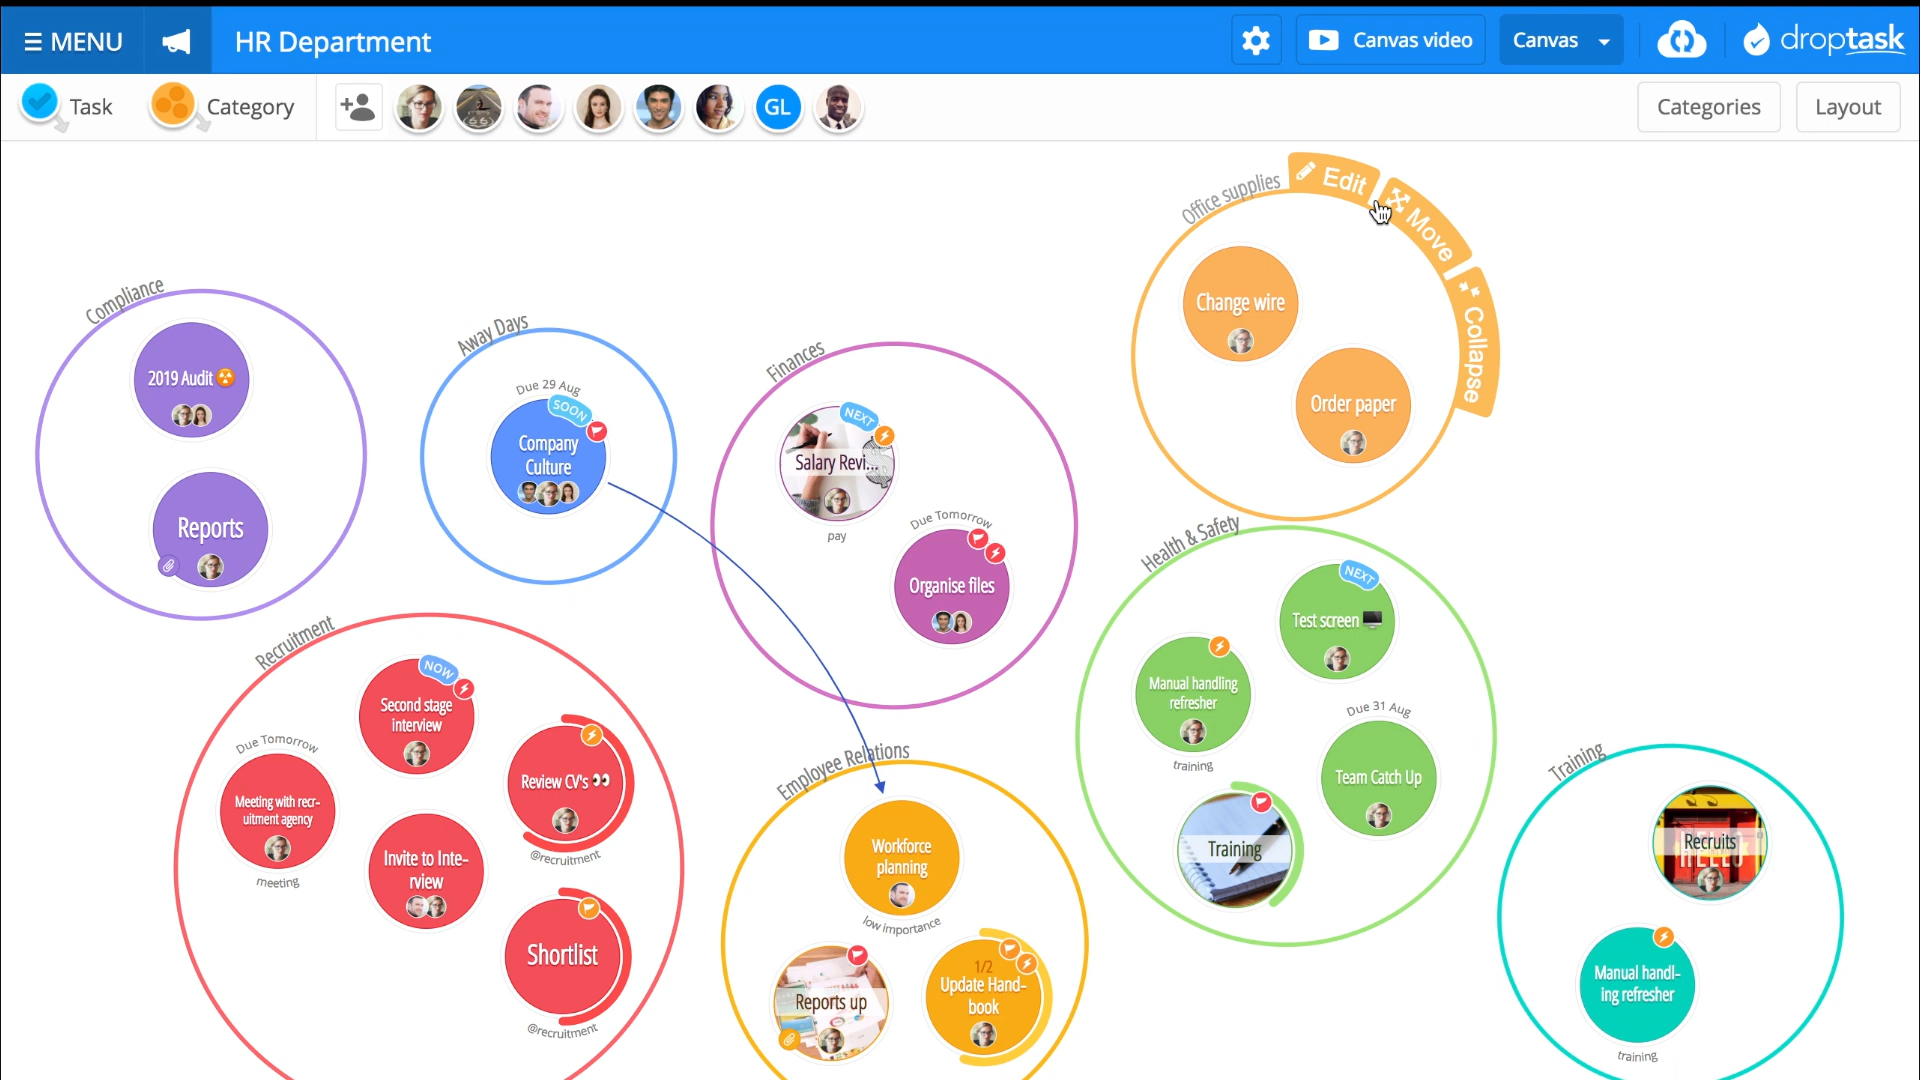 MENU
HR Department
Canvas video
Canvas
droptask
Task
Category
GL
Categories
Layout
Office supplies
Edit
Move
Collapse
Change wire
Order paper
Compliance
2019 Audit
Reports
Away Days
Due 29 Aug
SOON
Company
Culture
Finances
NEXT
Salary Revi...
pay
Due Tomorrow
Organise files
Health & Safety
NEXT
Test screen
Manual handling
refresher
training
Due 31 Aug
Team Catch Up
Training
Recruitment
NOW
Second stage
interview
Due Tomorrow
Meeting with recr-
uitment agency
meeting
Review CV's
@recruitment
Invite to Inte-
rview
Shortlist
@recruitment
Employee Relations
Workforce
planning
low importance
Reports up
1/2
Update Hand-
book
Training
Recruits
HELLO
Manual handl-
ing refresher
training